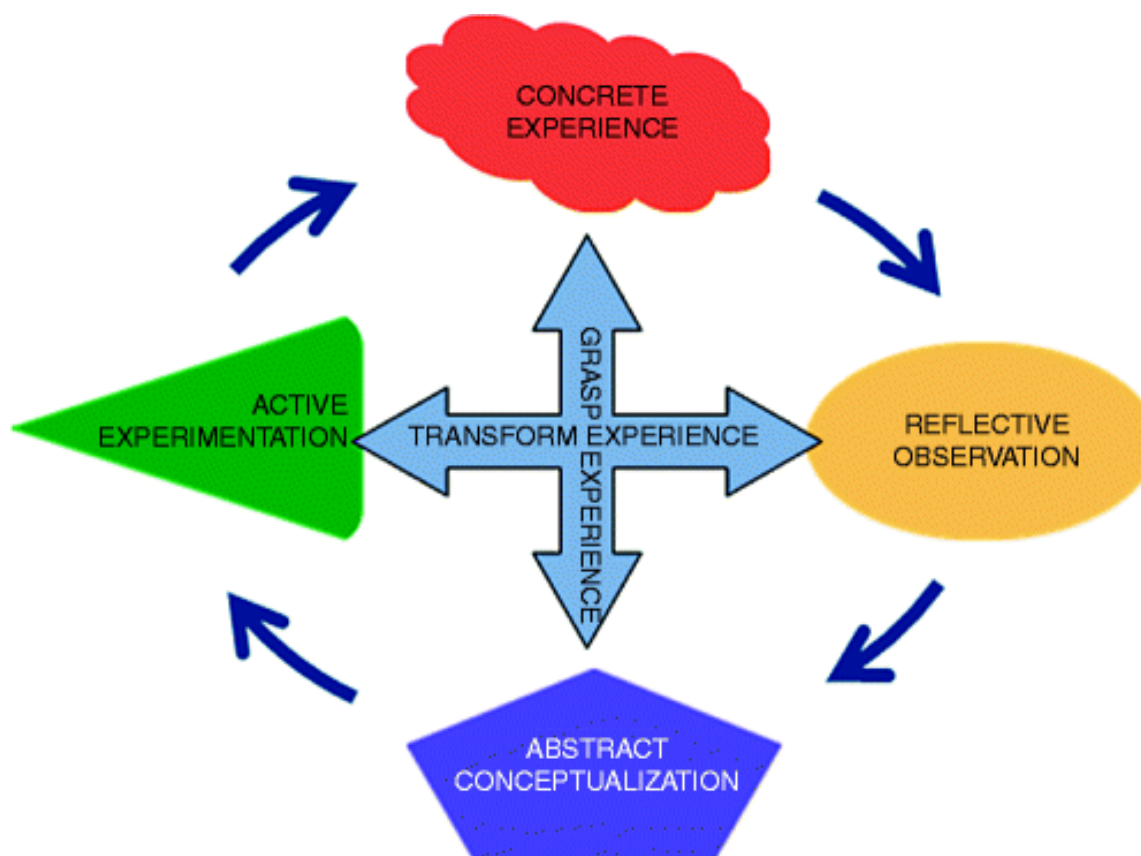 CONCRETE
EXPERIENCE
ACTIVE
EXPERIMENTATION
TRANSFORM EXPERIENCE
GRASP EXPERIENCE
REFLECTIVE
OBSERVATION
ABSTRACT
CONCEPTUALIZATION